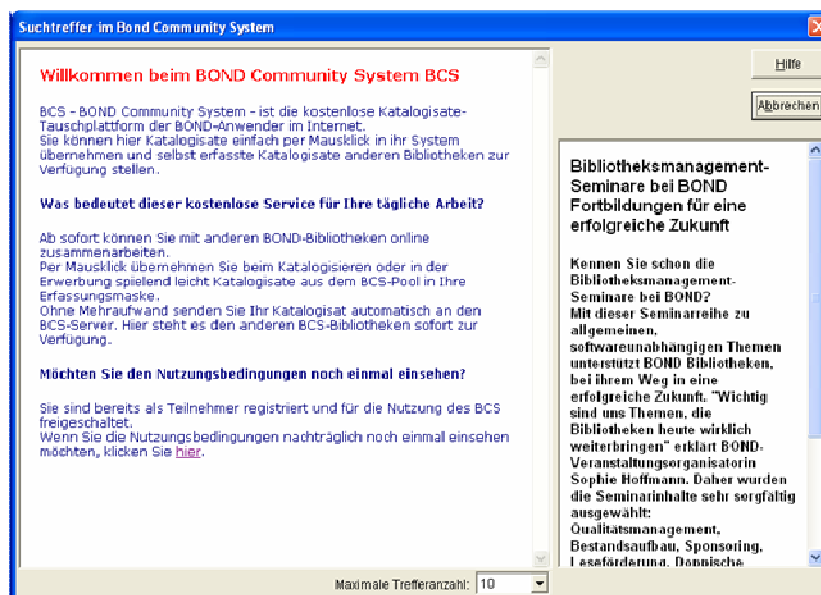 Suchtreffer im Bond Community System
Willkommen beim BOND Community System BCS
BCS - BOND Community System - ist die kostenlose Katalogisate-
Tauschplattform der BOND-Anwender im Internet.
Sie können hier Katalogisate einfach per Mausklick in ihr System
übernehmen und selbst erfasste Katalogisate anderen Bibliotheken zur
Verfügung stellen.
Was bedeutet dieser kostenlose Service für Ihre tägliche Arbeit?
Ab sofort können Sie mit anderen BOND-Bibliotheken online
zusammenarbeiten.
Per Mausklick übernehmen Sie beim Katalogisieren oder in der
Erwerbung spielend leicht Katalogisate aus dem BCS-Pool in Ihre
Erfassungsmaske.
Ohne Mehraufwand senden Sie Ihr Katalogisat automatisch an den
BCS-Server. Hier steht es den anderen BCS-Bibliotheken sofort zur
Verfügung.
Möchten Sie den Nutzungsbedingungen noch einmal einsehen?
Sie sind bereits als Teilnehmer registriert und für die Nutzung des BCS
freigeschaltet.
Wenn Sie die Nutzungsbedingungen nachträglich noch einmal einsehen
möchten, klicken Sie hier.
Maximale Trefferanzahl: 10
Hilfe
Abbrechen
Bibliotheksmanagement-
Seminare bei BOND
Fortbildungen für eine
erfolgreiche Zukunft
Kennen Sie schon die
Bibliotheksmanagement-
Seminare bei BOND?
Mit dieser Seminarreihe zu
allgemeinen,
softwareunabhängigen Themen
unterstützt BOND Bibliotheken,
bei ihrem Weg in eine
erfolgreiche Zukunft. "Wichtig
sind uns Themen, die
Bibliotheken heute wirklich
weiterbringen" erklärt BOND-
Veranstaltungsorganisatorin
Sophie Hoffmann. Daher wurden
die Seminarinhalte sehr sorgfältig
ausgewählt:
Qualitätsmanagement,
Bestandsaufbau, Sponsoring,
Leseförderung, Doppische